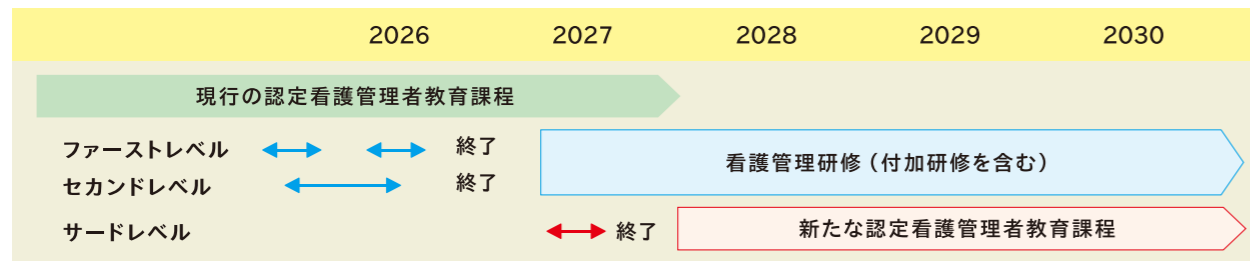 2026 2027 2028 2029 2030
現行の認定看護管理者教育課程
ファーストレベル 終了
セカンドレベル 終了
看護管理研修(付加研修を含む)
サードレベル 終了
新たな認定看護管理者教育課程